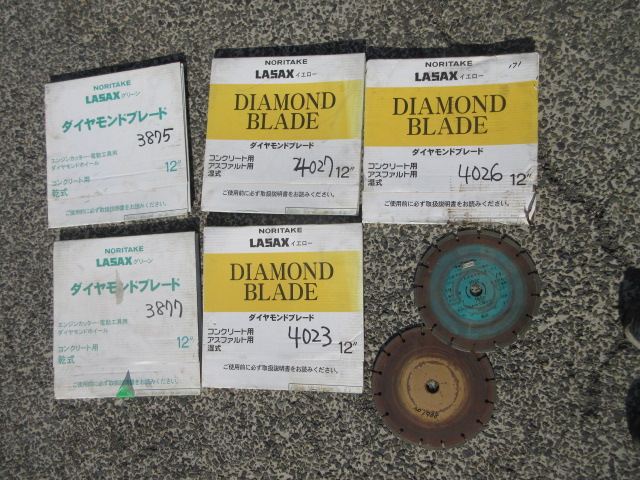 NORITAKE
LASAX グリーン
ダイヤモンドブレード
3875
エンジンカッター・電動工具用
ダイヤモンドホイール
コンクリート用
乾式
12"
ご使用前に必ず取扱説明書をお読みください。
NORITAKE
LASAX イエロー
DIAMOND
BLADE
ダイヤモンドブレード
コンクリート用
アスファルト用
湿式
4027
12"
ご使用前に必ず取扱説明書をお読みください。
171
NORITAKE
LASAX イエロー
DIAMOND
BLADE
ダイヤモンドブレード
コンクリート用
アスファルト用
湿式
4026
12"
ご使用前に必ず取扱説明書をお読みください。
NORITAKE
LASAX グリーン
ダイヤモンドブレード
3877
エンジンカッター・電動工具用
ダイヤモンドホイール
コンクリート用
乾式
12"
ご使用前に必ず取扱説明書をお読みください。
NORITAKE
LASAX イエロー
DIAMOND
BLADE
ダイヤモンドブレード
コンクリート用
アスファルト用
湿式
4023
12"
ご使用前に必ず取扱説明書をお読みください。